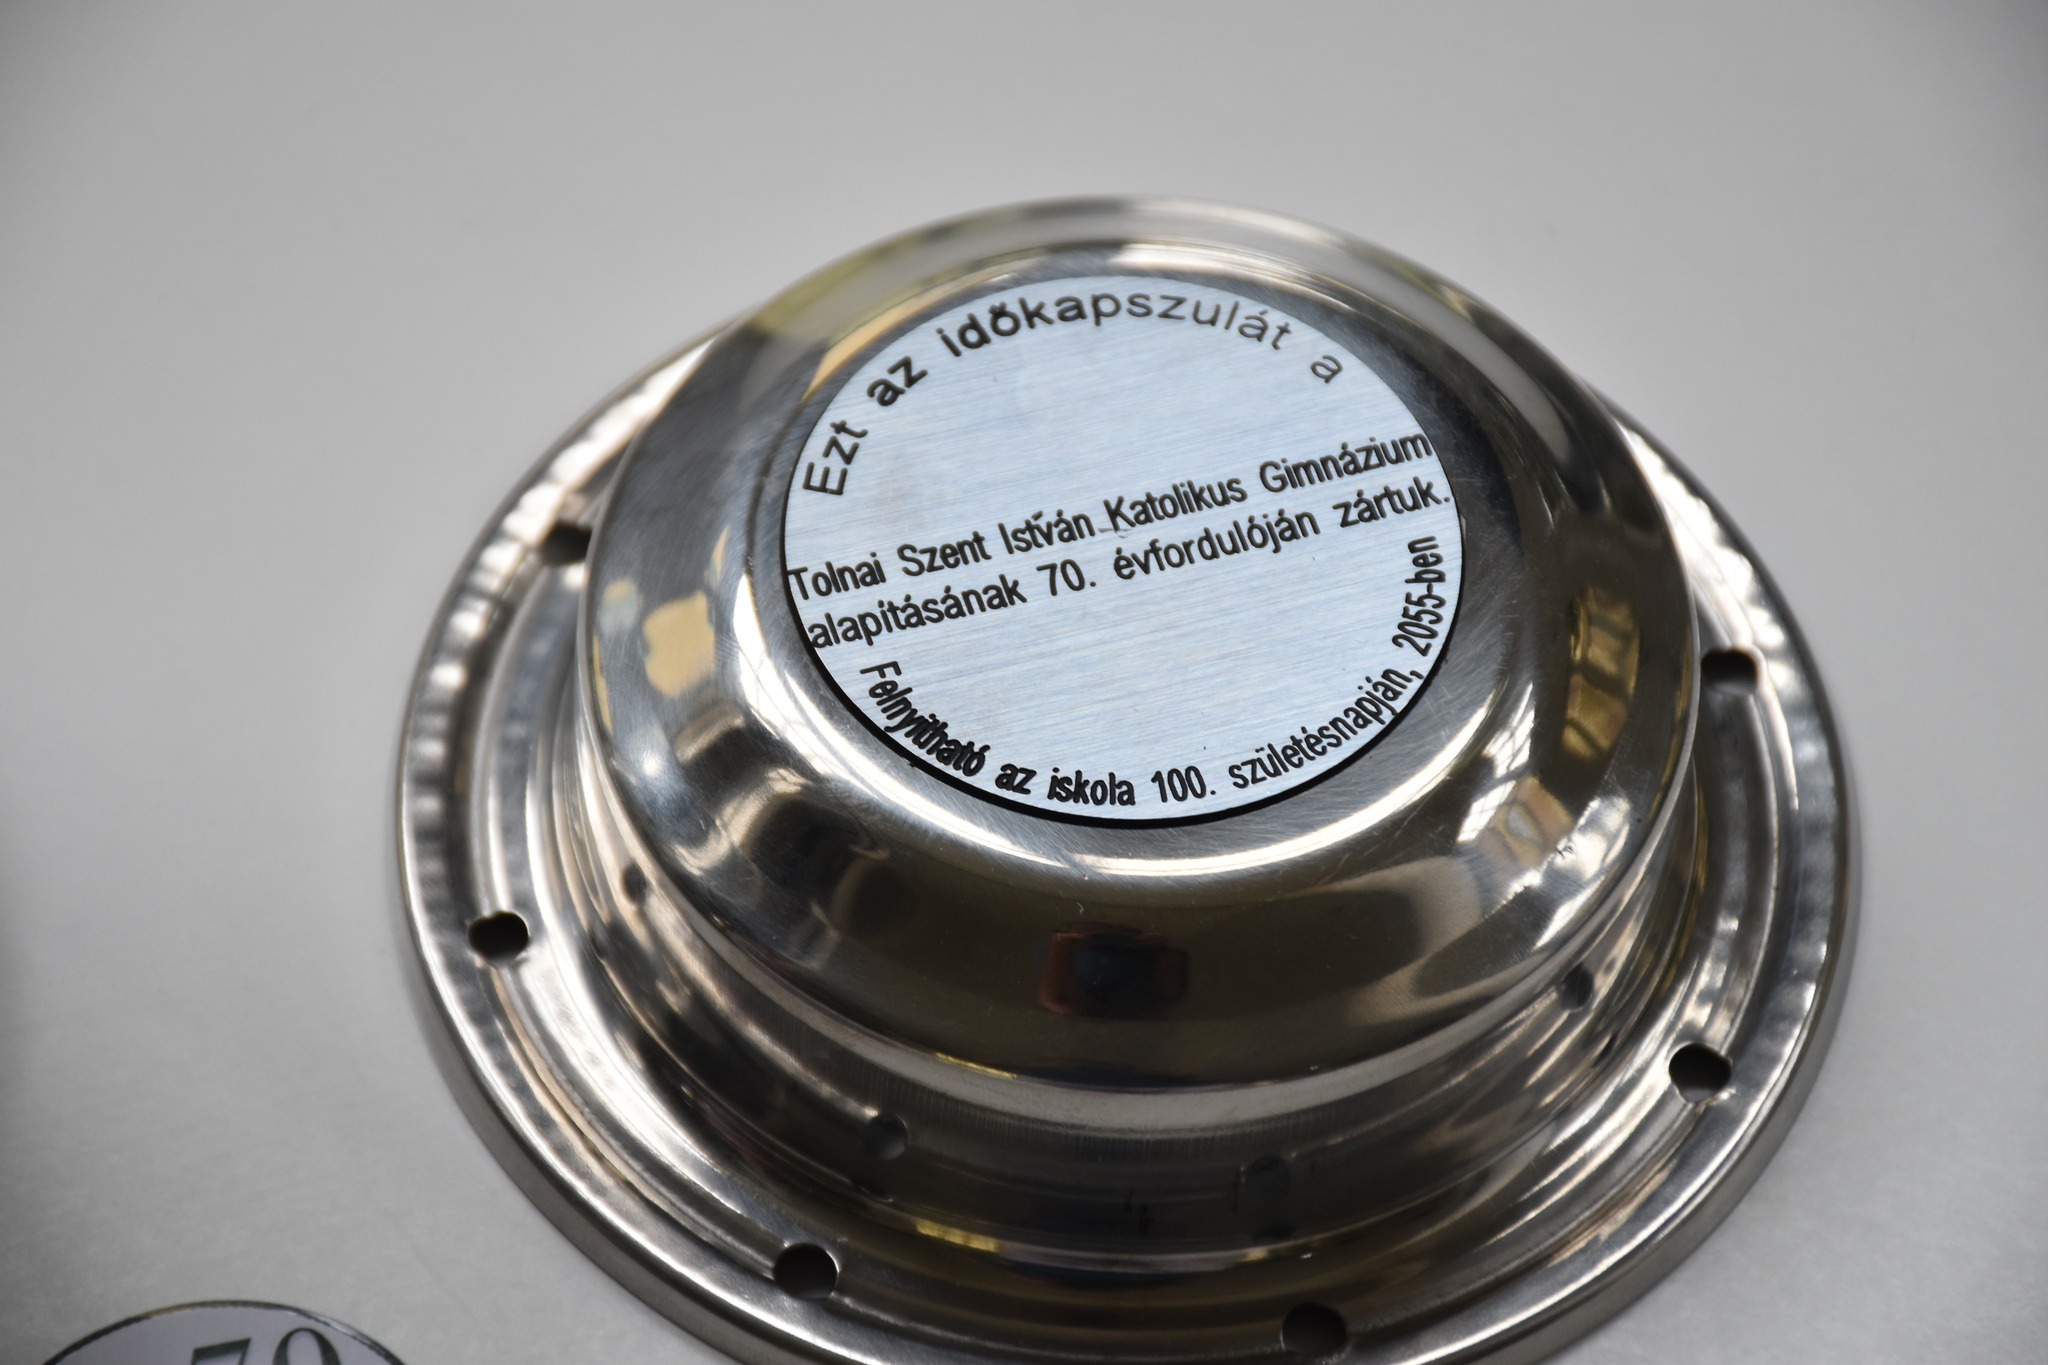 Ezt az időkapszulát a
Tolnai Szent István Katolikus Gimnázium
alapításának 70. évfordulóján zártuk.
Felnyitható az iskola 100. születésnapján, 2055-ben
70